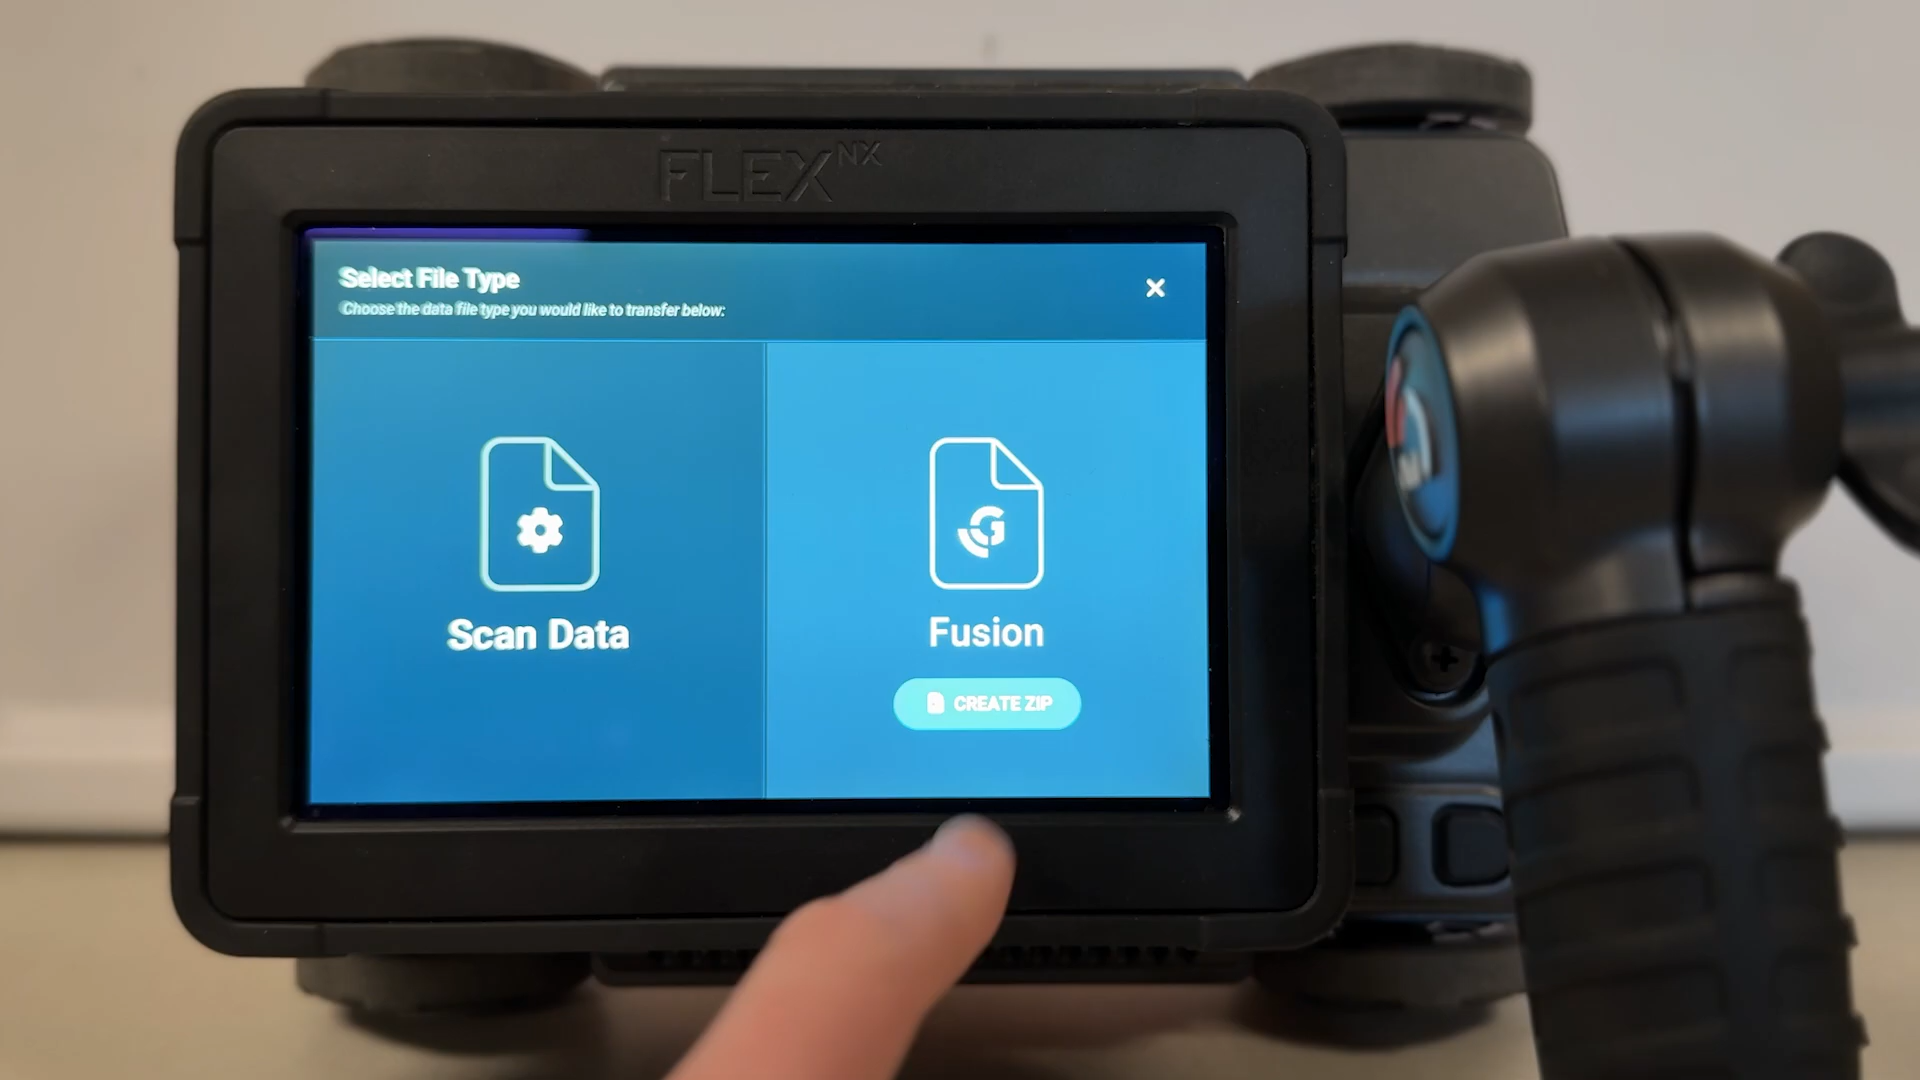 FLEX NX
Select File Type
Choose the data file type you would like to transfer below:
Scan Data
Fusion
CREATE ZIP